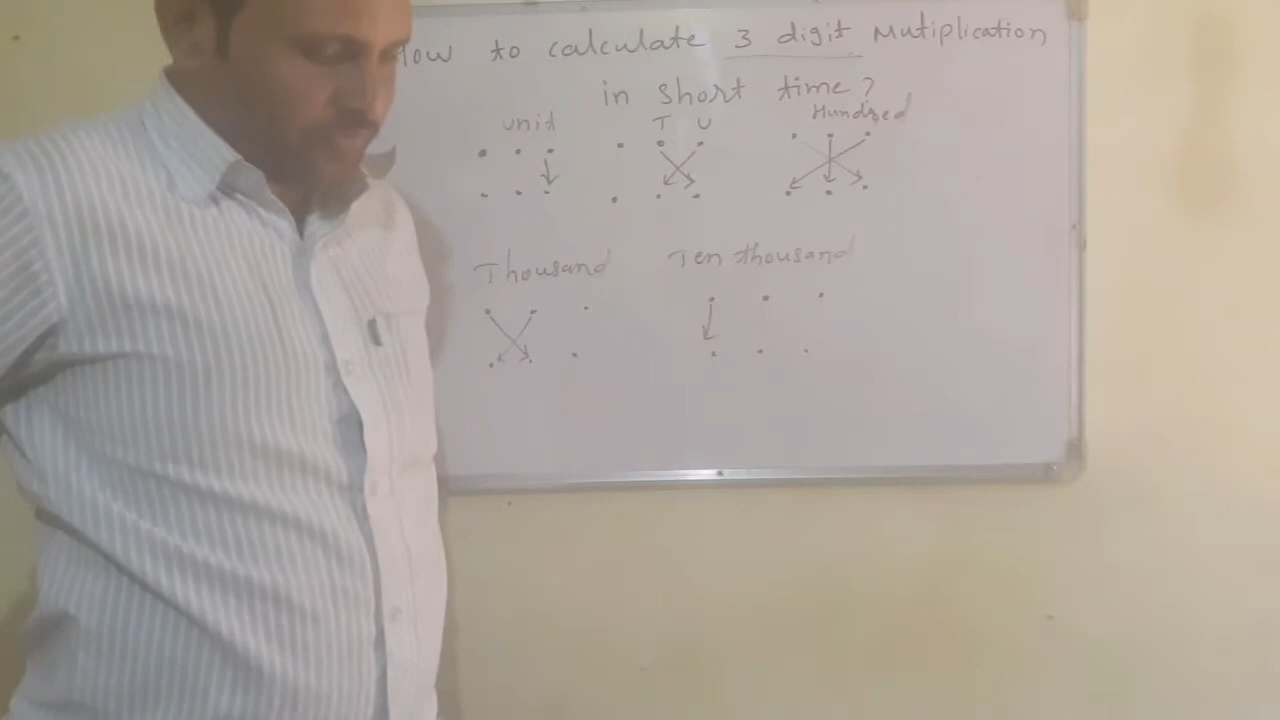 How to calculate 3 digit Mutiplication
in short time?
unit
T U
Hundred
Thousand
Ten thousand